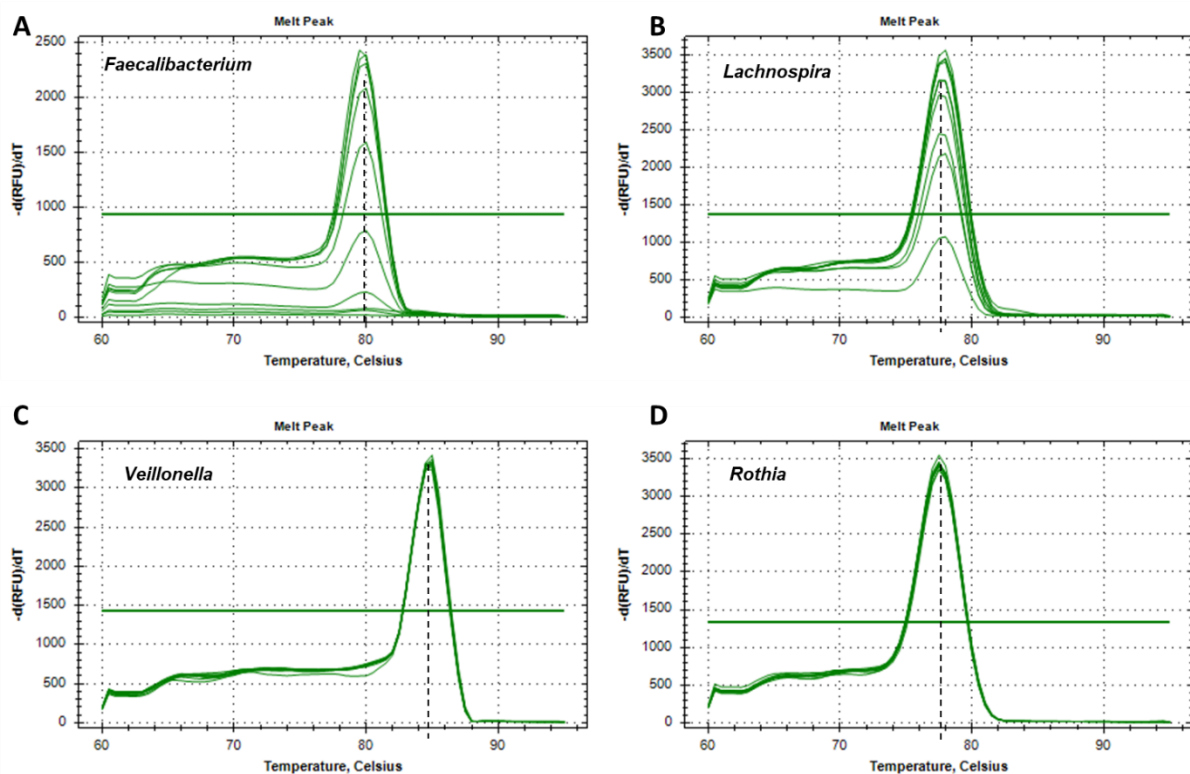 A
Melt Peak
Faecalibacterium
-d(RFU)/dT
2500
2000
1500
1000
500
0
60 70 80 90
Temperature, Celsius
B
Melt Peak
Lachnospira
-d(RFU)/dT
3500
3000
2500
2000
1500
1000
500
0
60 70 80 90
Temperature, Celsius
C
Melt Peak
Veillonella
-d(RFU)/dT
3500
3000
2500
2000
1500
1000
500
0
60 70 80 90
Temperature, Celsius
D
Melt Peak
Rothia
-d(RFU)/dT
3500
3000
2500
2000
1500
1000
500
0
60 70 80 90
Temperature, Celsius